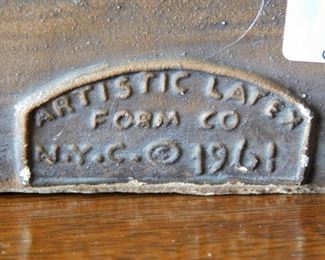 ARTISTIC LATEX
FORM CO
N.Y.C. © 1961